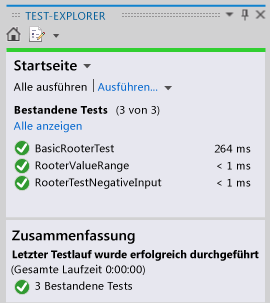 TEST-EXPLORER
Startseite
Alle ausführen | Ausführen...
Bestandene Tests (3 von 3)
Alle anzeigen
BasicRooterTest 264 ms
RooterValueRange < 1 ms
RooterTestNegativeInput < 1 ms
Zusammenfassung
Letzter Testlauf wurde erfolgreich durchgeführt
(Gesamte Laufzeit 0:00:00)
3 Bestandene Tests